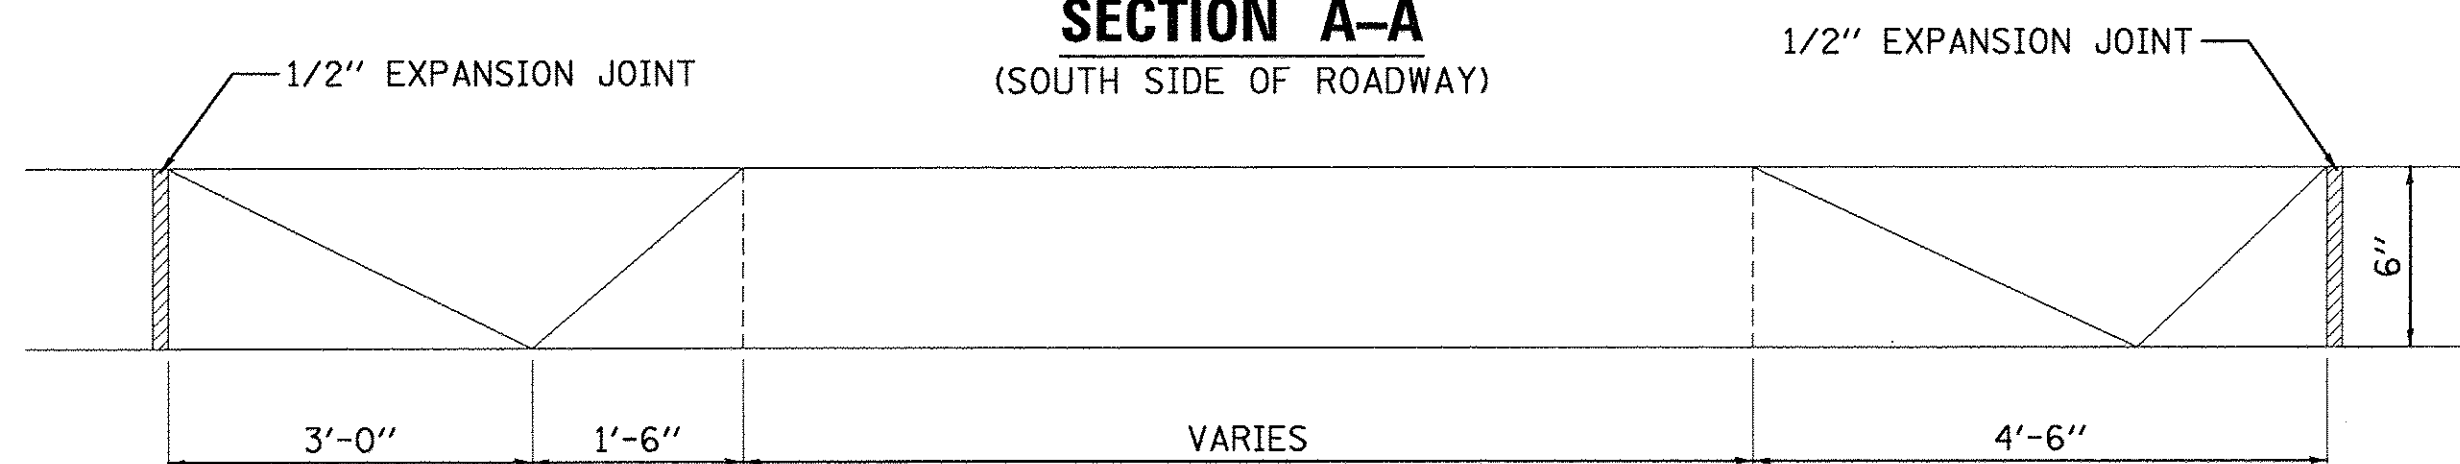 SECTION A–A
(SOUTH SIDE OF ROADWAY)
1/2" EXPANSION JOINT
1/2" EXPANSION JOINT
6"
3'-0"
1'-6"
VARIES
4'-6"